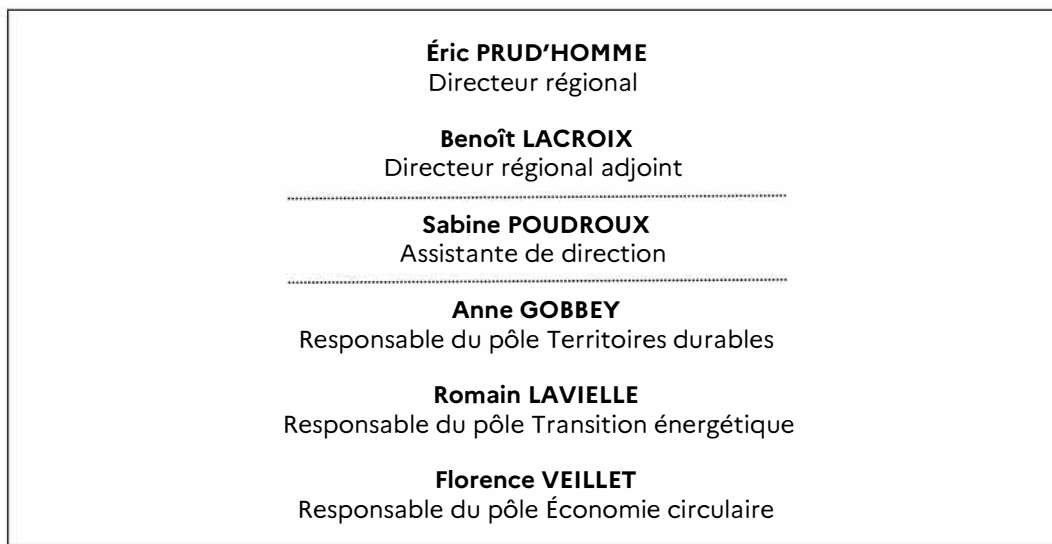 Éric PRUD'HOMME
Directeur régional
Benoît LACROIX
Directeur régional adjoint
Sabine POUDROUX
Assistante de direction
Anne GOBBEY
Responsable du pôle Territoires durables
Romain LAVIELLE
Responsable du pôle Transition énergétique
Florence VEILLET
Responsable du pôle Économie circulaire